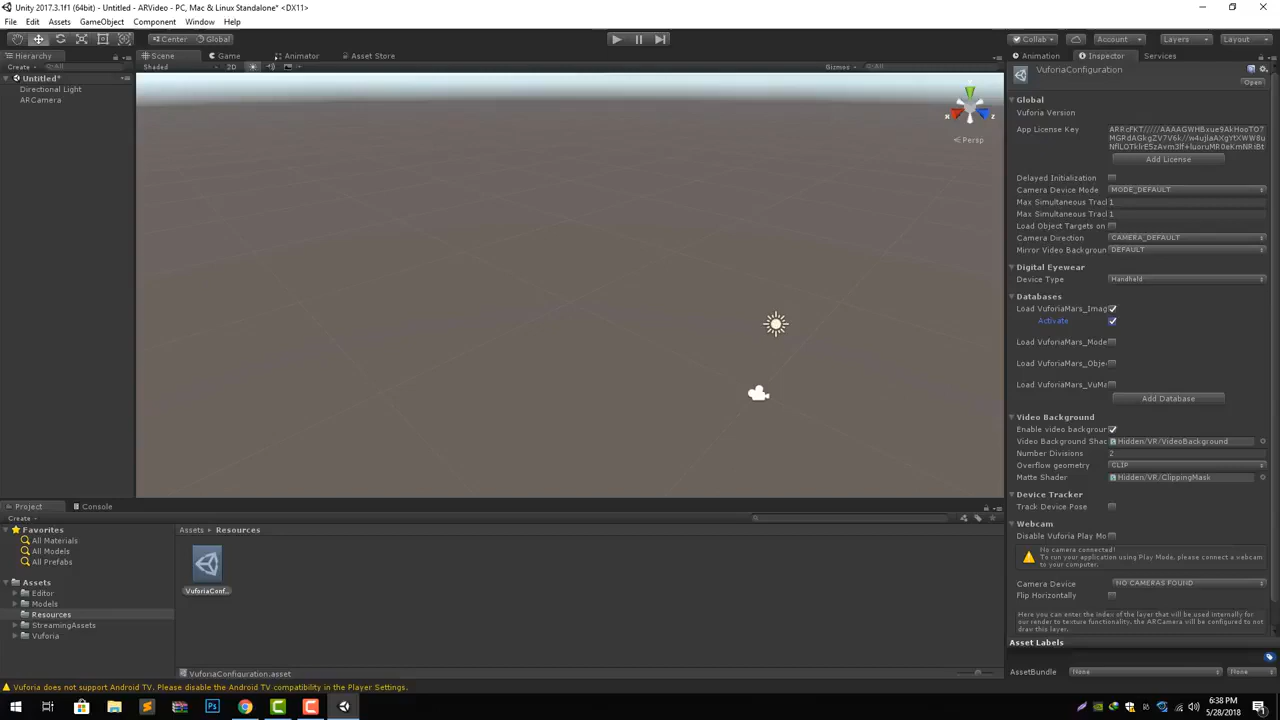 Unity 2017.3.1f1 (64bit) - Untitled - ARVideo - PC, Mac & Linux Standalone* <DX11>
File Edit Assets GameObject Component Window Help
Center Global Collab Account Layers Layout
Hierarchy Scene Game Animator Asset Store Animation Inspector Services
Create All Shaded 2D Gizmos All VuforiaConfiguration
Untitled*
Open
Directional Light
ARCamera
Global
Vuforia Version
App License Key
Add License
X Z
Persp
Delayed Initialization
Camera Device Mode MODE_DEFAULT
Max Simultaneous Tracl 1
Max Simultaneous Tracl 1
Load Object Targets on
Camera Direction CAMERA_DEFAULT
Mirror Video Backgroun DEFAULT
Digital Eyewear
Device Type Handheld
Databases
Load VuforiaMars_Imag
Activate
Load VuforiaMars_Mode
Load VuforiaMars_Obje
Load VuforiaMars_VuMa
Add Database
Video Background
Enable video backgrour
Video Background Shac Hidden/VR/VideoBackground
Number Divisions 2
Overflow geometry CLIP
Matte Shader Hidden/VR/ClippingMask
Device Tracker
Track Device Pose
Webcam
Disable Vuforia Play Mo
No camera connected!
To run your application using Play Mode, please connect a webcam
to your computer.
Camera Device NO CAMERAS FOUND
Flip Horizontally
Here you can enter the index of the layer that will be used internally for
our render to texture functionality. the ARCamera will be configured to not
draw this layer.
Asset Labels
AssetBundle None None
Project Console
Create
Favorites
All Materials
All Models
All Prefabs
Assets
Editor
Models
Resources
StreamingAssets
Vuforia
Assets Resources
VuforiaConf...
VuforiaConfiguration.asset
Vuforia does not support Android TV. Please disable the Android TV compatibility in the Player Settings.
Ps
6:38 PM
5/28/2018